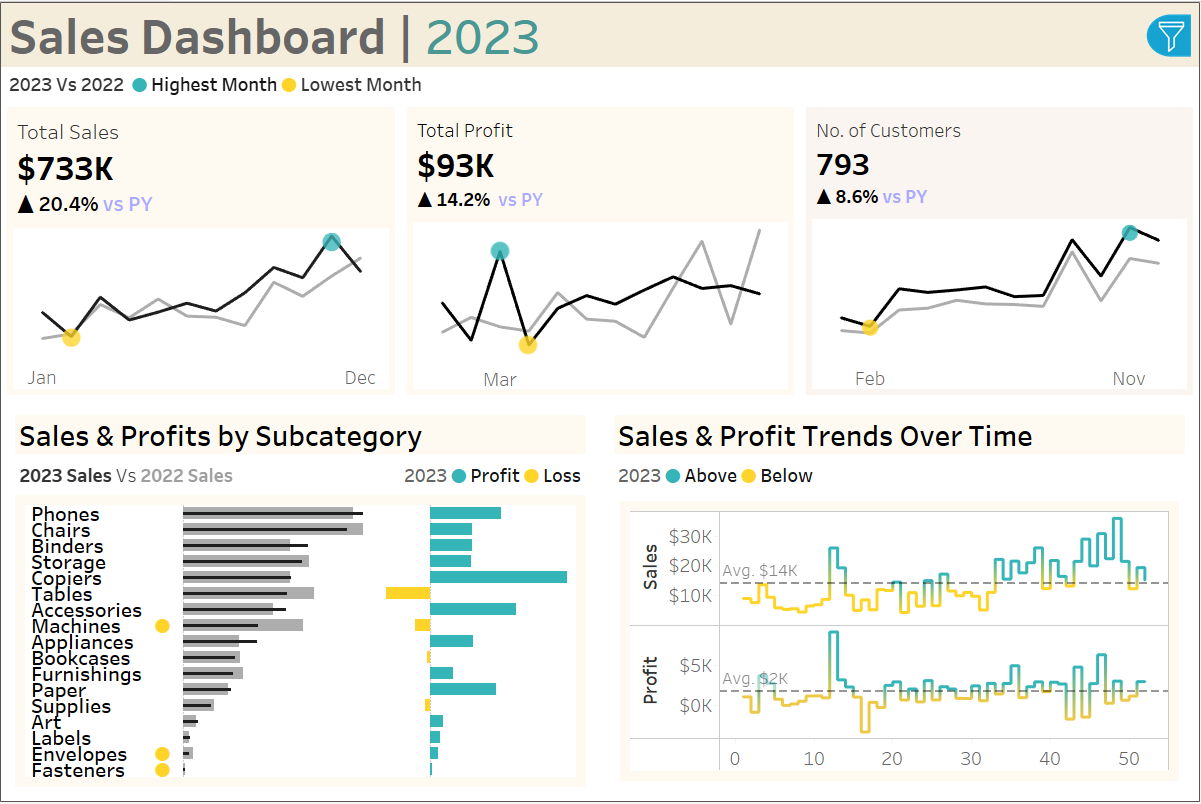 Sales Dashboard | 2023
2023 Vs 2022 Highest Month Lowest Month
Total Sales
$733K
▲ 20.4% vs PY
Jan Dec
Total Profit
$93K
▲ 14.2% vs PY
Mar
No. of Customers
793
▲ 8.6% vs PY
Feb Nov
Sales & Profits by Subcategory
2023 Sales Vs 2022 Sales
2023 Profit Loss
Phones
Chairs
Binders
Storage
Copiers
Tables
Accessories
Machines
Appliances
Bookcases
Furnishings
Paper
Supplies
Art
Labels
Envelopes
Fasteners
Sales & Profit Trends Over Time
2023 Above Below
Sales
$30K
$20K
$10K
Avg. $14K
Profit
$5K
$0K
Avg. $2K
0 10 20 30 40 50